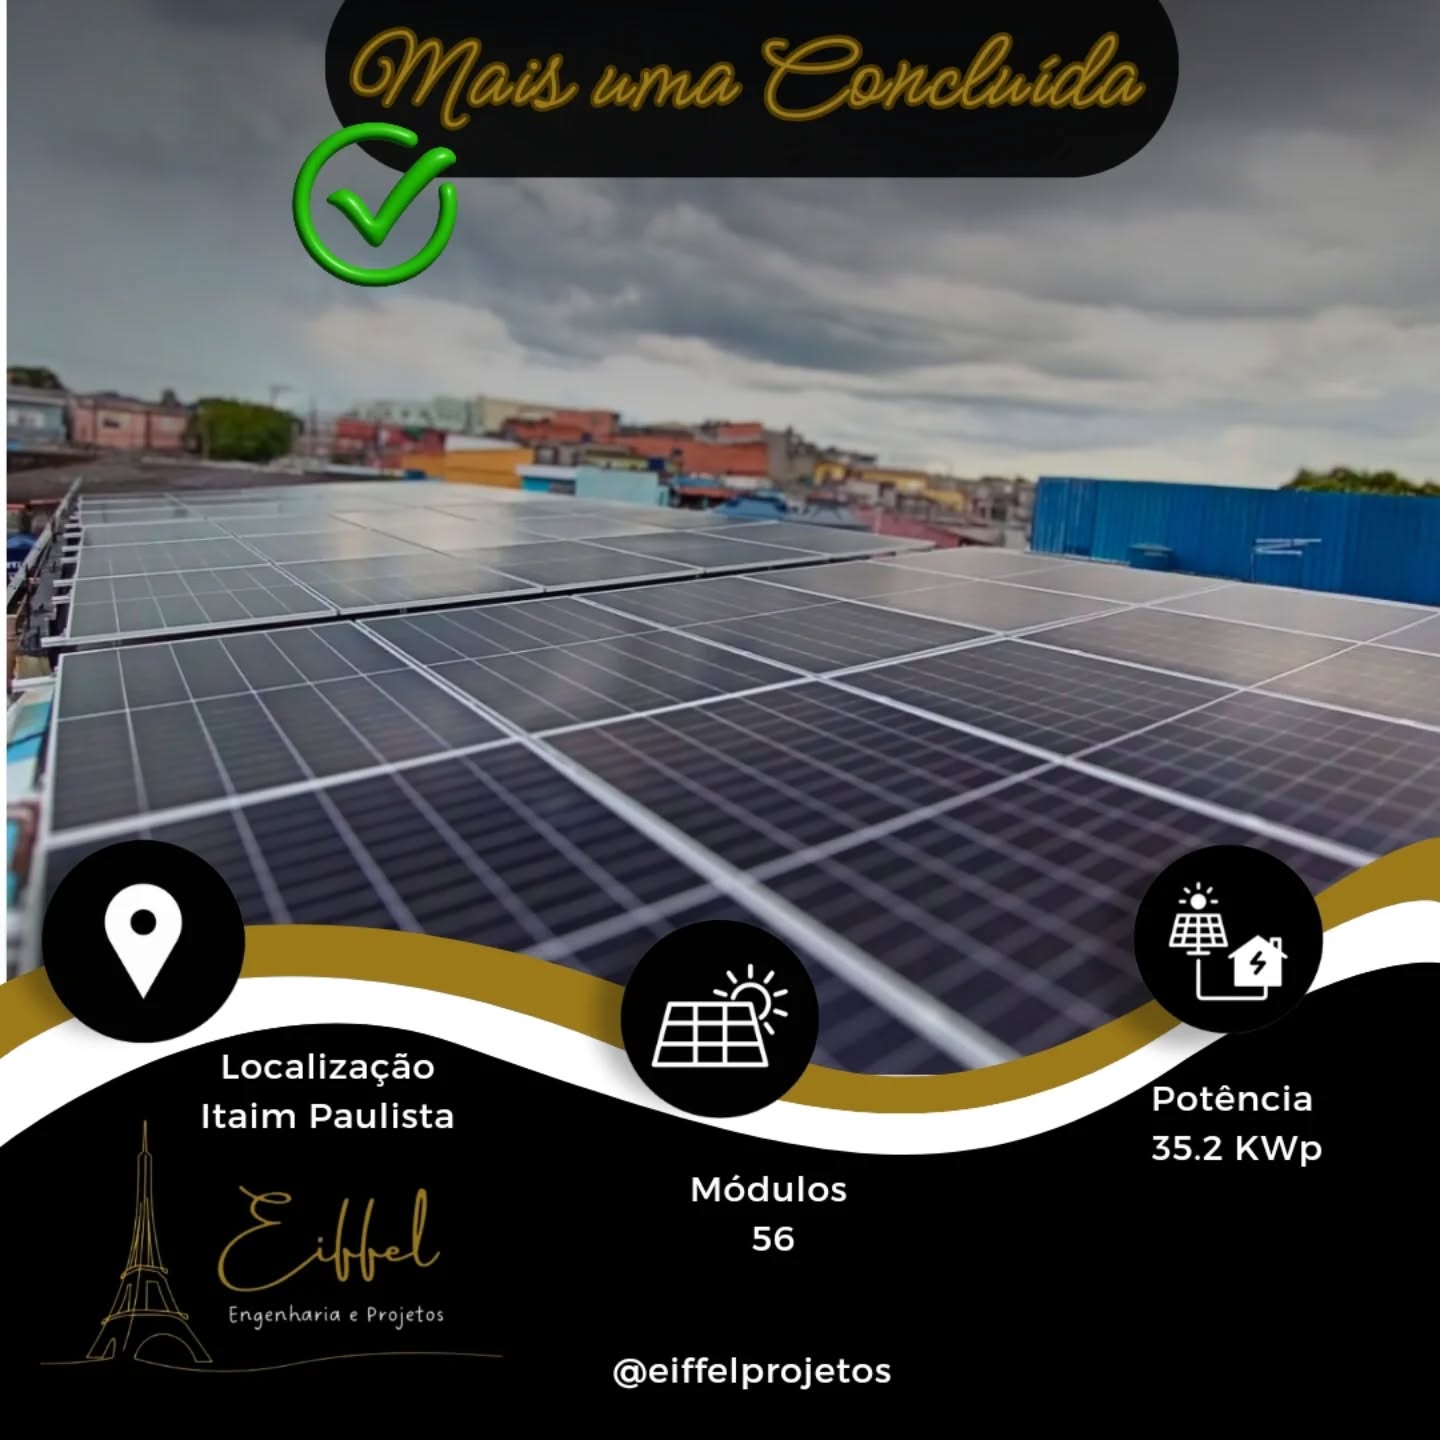 Mais uma Concluída
Localização
Itaim Paulista
Potência
35.2 KWp
Módulos
56
Eiffel
Engenharia e Projetos
@eiffelprojetos